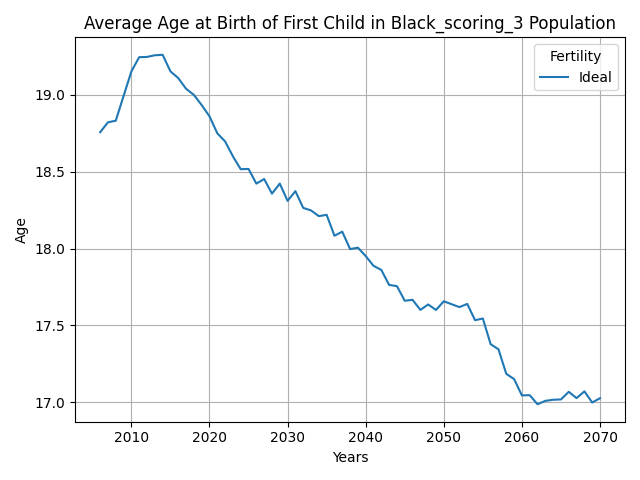 Average Age at Birth of First Child in Black_scoring_3 Population
Fertility
Ideal
19.0
18.5
18.0
17.5
17.0
Age
2010 2020 2030 2040 2050 2060 2070
Years